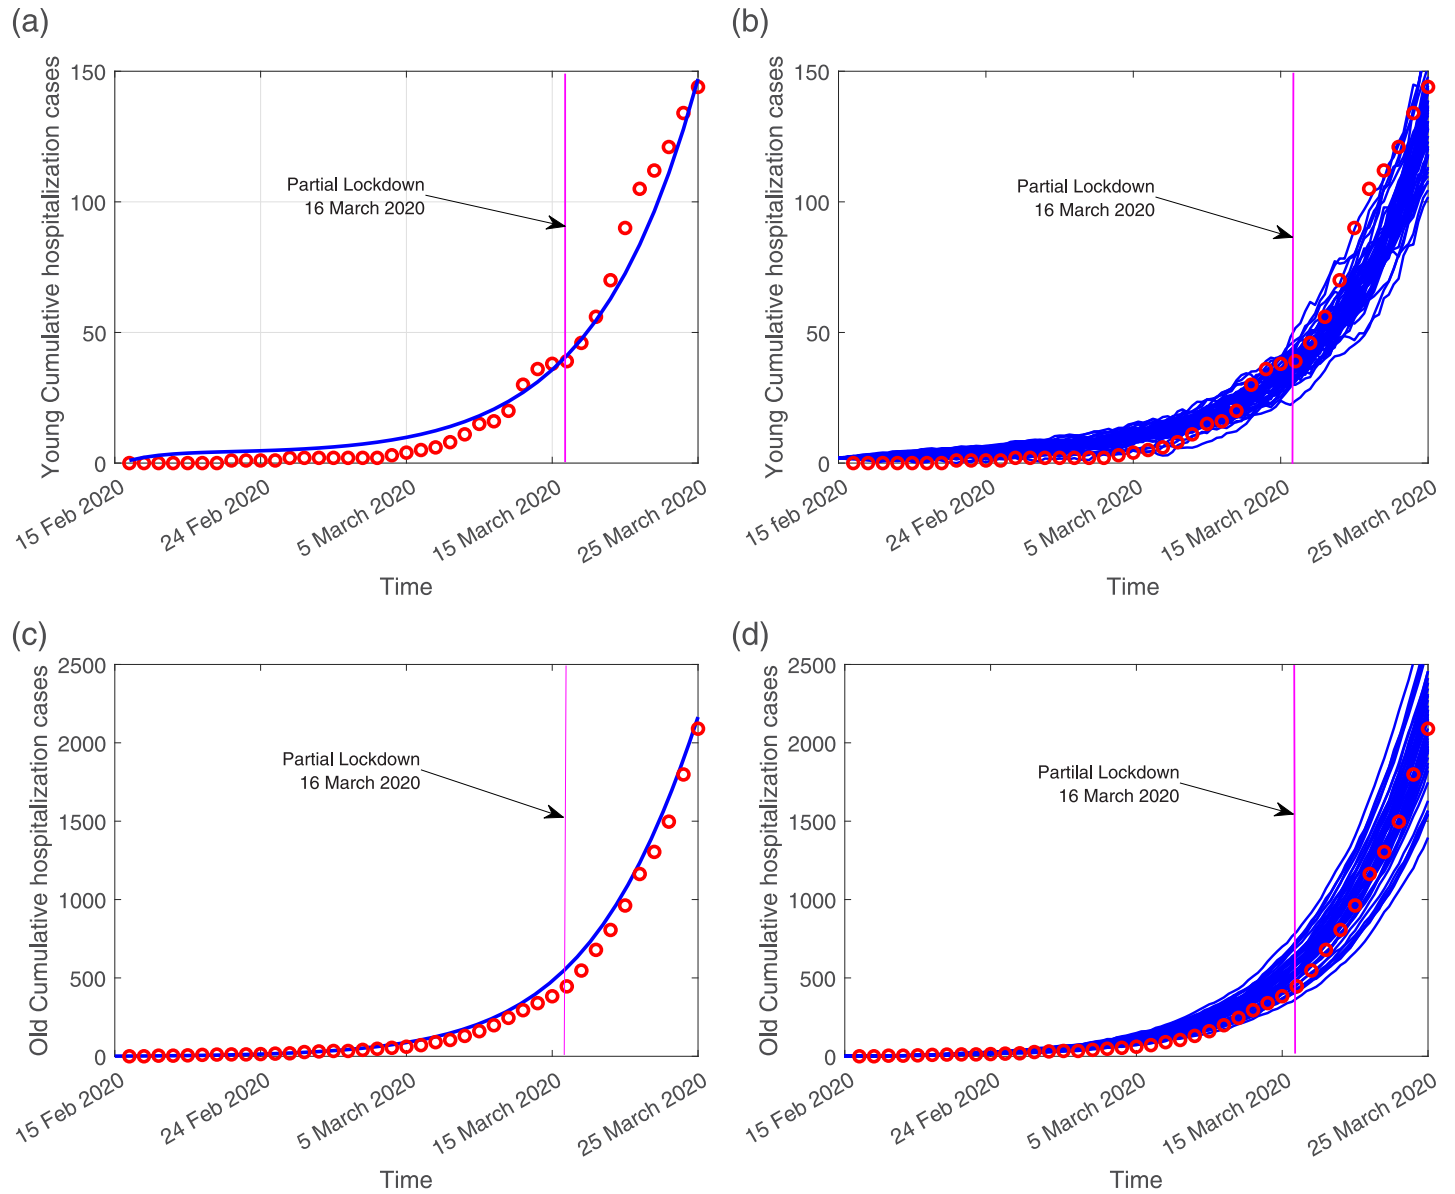 (a)
Young Cumulative hospitalization cases
150
100
50
0
Partial Lockdown
16 March 2020
15 Feb 2020
24 Feb 2020
5 March 2020
15 March 2020
25 March 2020
Time
(b)
Young Cumulative hospitalization cases
150
100
50
0
Partial Lockdown
16 March 2020
15 feb 2020
24 Feb 2020
5 March 2020
15 March 2020
25 March 2020
Time
(c)
Old Cumulative hospitalization cases
2500
2000
1500
1000
500
0
Partial Lockdown
16 March 2020
15 Feb 2020
24 Feb 2020
5 March 2020
15 March 2020
25 March 2020
Time
(d)
Old Cumulative hospitalization cases
2500
2000
1500
1000
500
0
Partilal Lockdown
16 March 2020
15 Feb 2020
24 Feb 2020
5 March 2020
15 March 2020
25 March 2020
Time